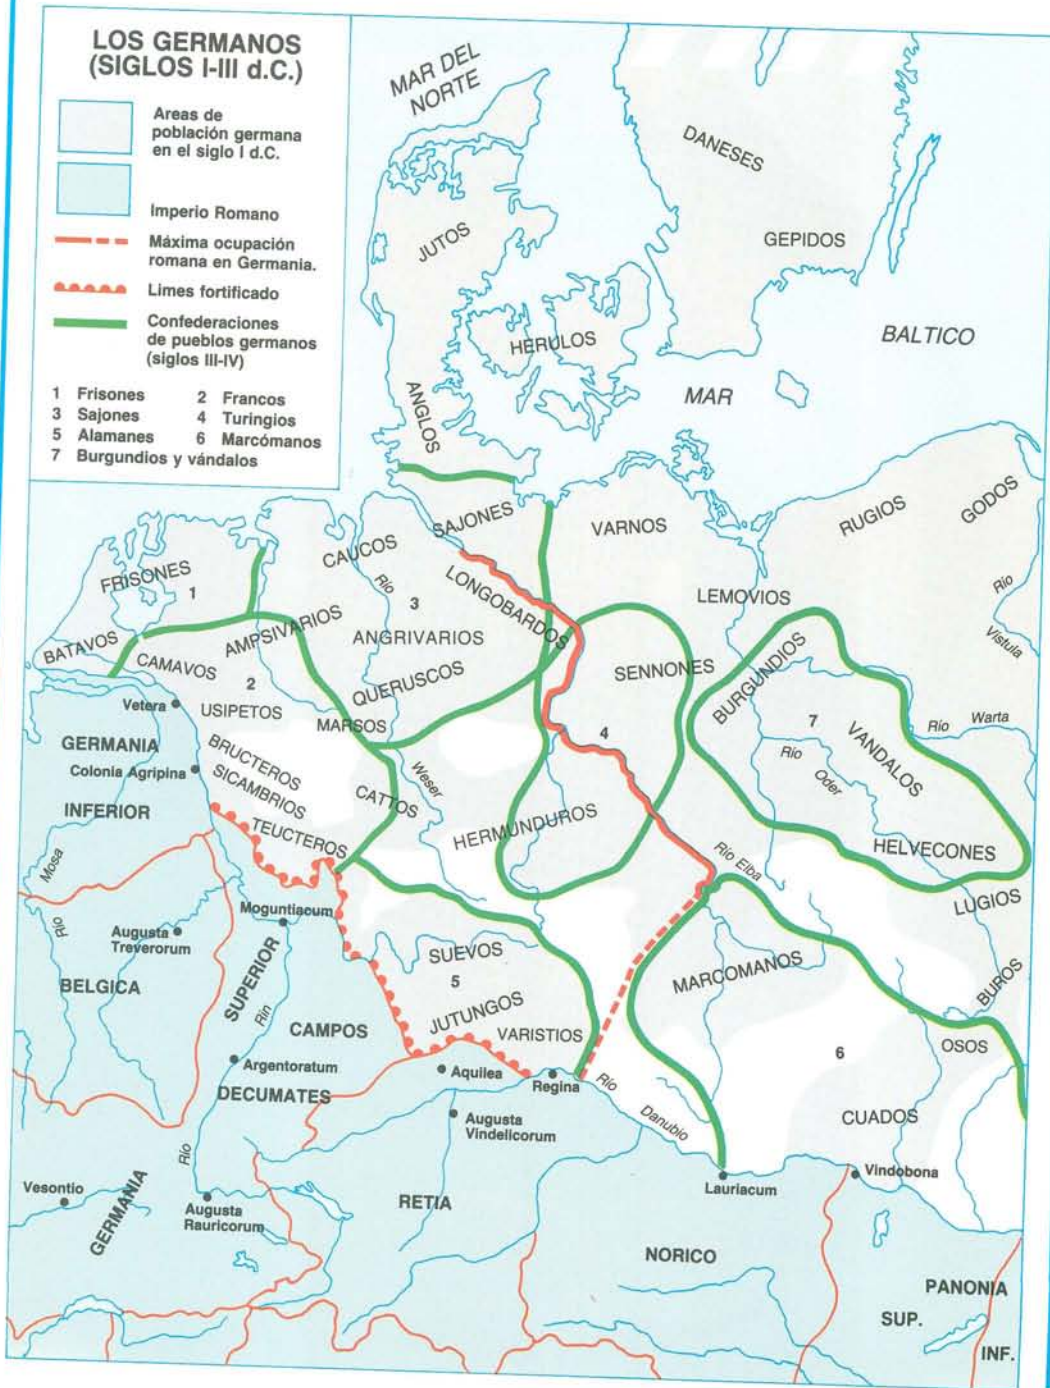 LOS GERMANOS
(SIGLOS I-III d.C.)
Areas de
población germana
en el siglo I d.C.
Imperio Romano
Máxima ocupación
romana en Germania.
Limes fortificado
Confederaciones
de pueblos germanos
(siglos III-IV)
1 Frisones 2 Francos
3 Sajones 4 Turingios
5 Alamanes 6 Marcómanos
7 Burgundios y vándalos
MAR DEL
NORTE
DANESES
JUTOS
GEPIDOS
HERULOS
BALTICO
MAR
ANGLOS
SAJONES
VARNOS
RUGIOS
GODOS
CAUCOS
FRISONES
1
Río
3
LONGOBARDOS
LEMOVIOS
Río
Vístula
BATAVOS
AMPSIVARIOS
ANGRIVARIOS
CAMAVOS
2
QUERUSCOS
SENNONES
BURGUNDIOS
Vetera
USIPETOS
MARSOS
4
7
VANDALOS
Río Warta
GERMANIA
BRUCTEROS
Río
Oder
Colonia Agripina
SICAMBRIOS
Weser
INFERIOR
CATTOS
TEUCTEROS
HERMUNDUROS
HELVECONES
Mosa
Río Elba
LUGIOS
Río
Moguntiacum
Augusta
Treverorum
SUEVOS
MARCOMANOS
BELGICA
SUPERIOR
5
BUROS
Rin
JUTUNGOS
CAMPOS
VARISTIOS
6
OSOS
Argentoratum
Aquilea
Regina
Río
DECUMATES
Augusta
Vindelicorum
Danubio
CUADOS
Río
Vesontio
GERMANIA
Augusta
Rauricorum
RETIA
Lauriacum
Vindobona
NORICO
PANONIA
SUP.
INF.